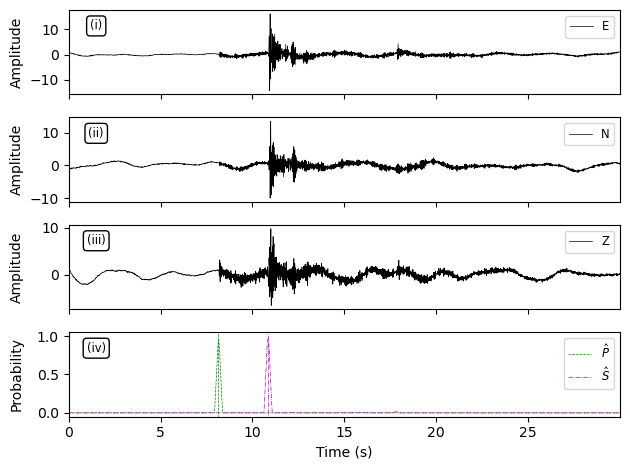 (i)
E
Amplitude
10
0
−10
(ii)
N
Amplitude
10
0
−10
(iii)
Z
Amplitude
10
0
(iv)
P̂
Ŝ
Probability
1.0
0.5
0.0
0 5 10 15 20 25
Time (s)